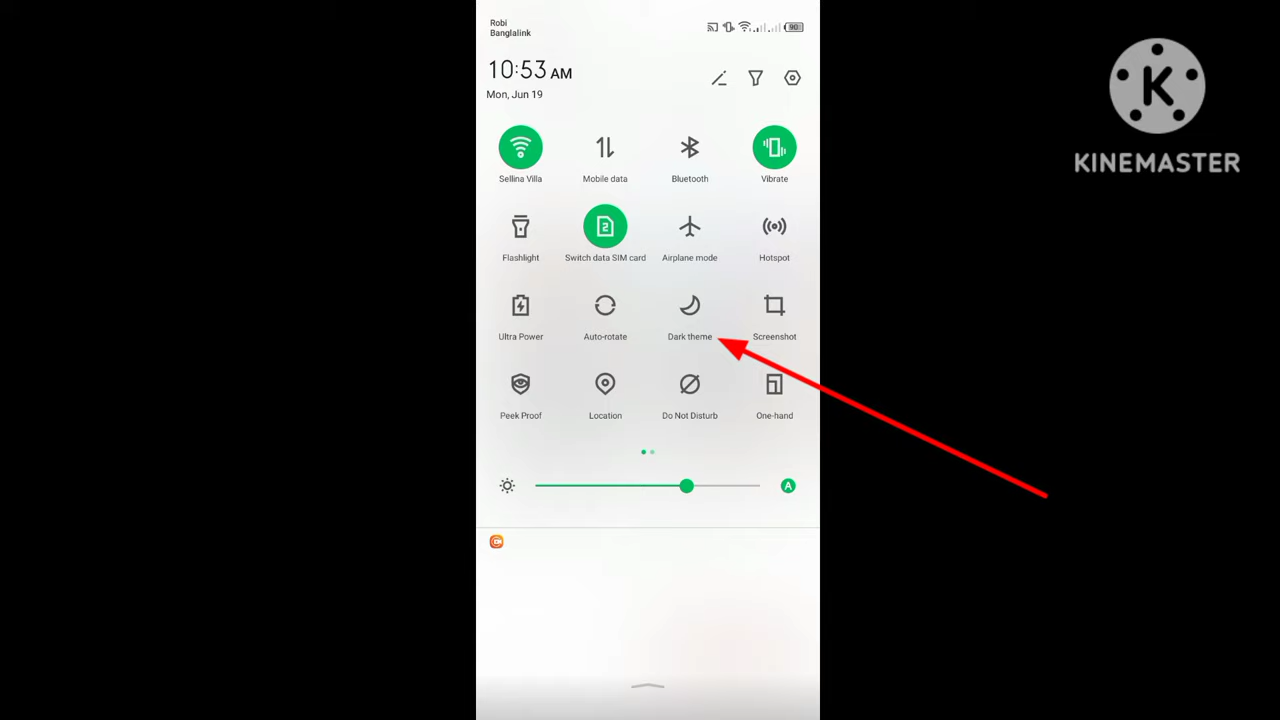 Robi
Banglalink
90
10:53 AM
Mon, Jun 19
K
KINEMASTER
Sellina Villa
Mobile data
Bluetooth
Vibrate
2
Flashlight
Switch data SIM card
Airplane mode
Hotspot
Ultra Power
Auto-rotate
Dark theme
Screenshot
Peek Proof
Location
Do Not Disturb
One-hand
A